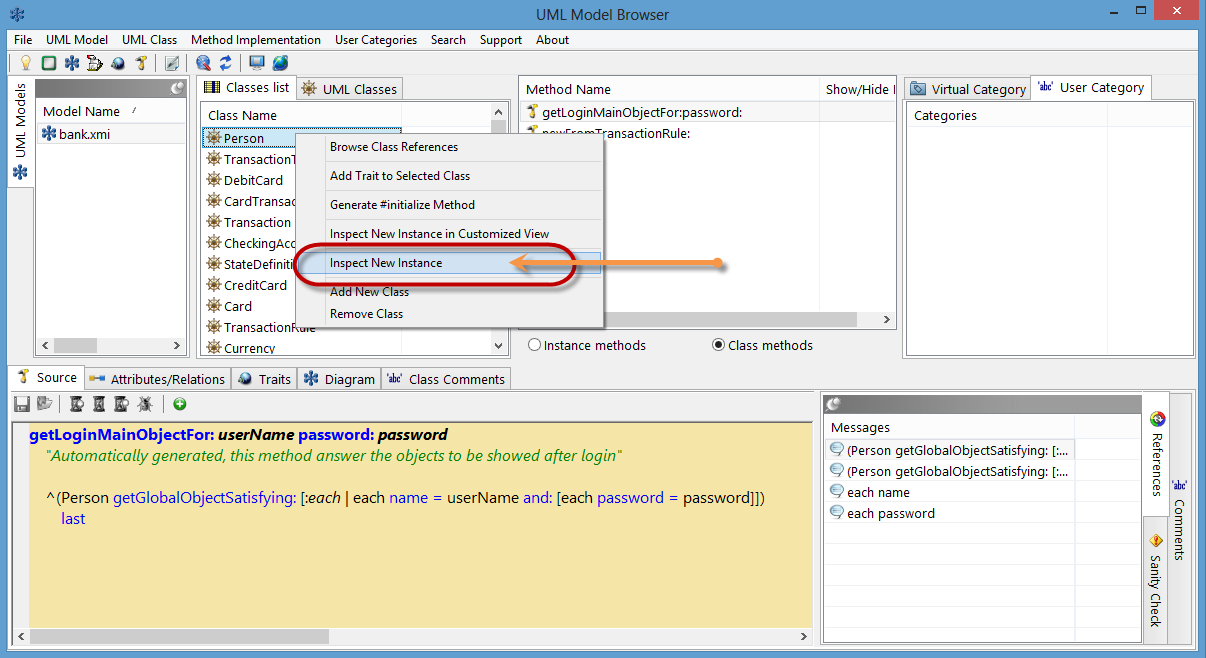 UML Model Browser
File UML Model UML Class Method Implementation User Categories Search Support About
UML Models
Model Name
bank.xmi
Classes list
UML Classes
Class Name
Person
TransactionT
DebitCard
CardTransac
Transaction
CheckingAcc
StateDefiniti
CreditCard
Card
TransactionRule
Currency
Browse Class References
Add Trait to Selected Class
Generate #initialize Method
Inspect New Instance in Customized View
Inspect New Instance
Add New Class
Remove Class
Method Name Show/Hide I
getLoginMainObjectFor:password:
newFromTransactionRule:
Instance methods
Class methods
Virtual Category
'abc' User Category
Categories
Source
Attributes/Relations
Traits
Diagram
'abc' Class Comments
getLoginMainObjectFor: userName password: password
"Automatically generated, this method answer the objects to be showed after login"
^(Person getGlobalObjectSatisfying: [:each | each name = userName and: [each password = password]])
last
Messages
(Person getGlobalObjectSatisfying: [:...
(Person getGlobalObjectSatisfying: [:...
each name
each password
References
Sanity Check
'abc' Comments